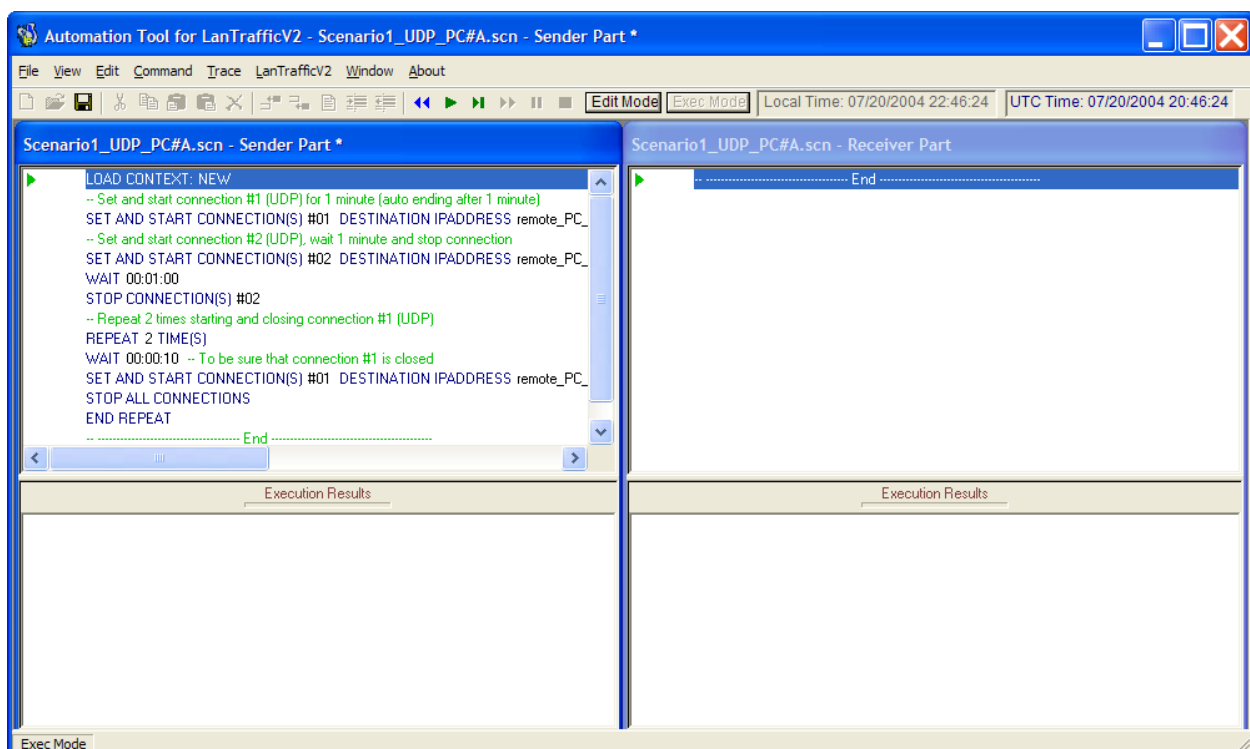 Automation Tool for LanTrafficV2 - Scenario1_UDP_PC#A.scn - Sender Part *
File View Edit Command Trace LanTrafficV2 Window About
Edit Mode Exec Mode Local Time: 07/20/2004 22:46:24 UTC Time: 07/20/2004 20:46:24
Scenario1_UDP_PC#A.scn - Sender Part *
LOAD CONTEXT: NEW
-- Set and start connection #1 (UDP) for 1 minute (auto ending after 1 minute)
SET AND START CONNECTION(S) #01 DESTINATION IPADDRESS remote_PC_
-- Set and start connection #2 (UDP), wait 1 minute and stop connection
SET AND START CONNECTION(S) #02 DESTINATION IPADDRESS remote_PC_
WAIT 00:01:00
STOP CONNECTION(S) #02
-- Repeat 2 times starting and closing connection #1 (UDP)
REPEAT 2 TIME(S)
WAIT 00:00:10 -- To be sure that connection #1 is closed
SET AND START CONNECTION(S) #01 DESTINATION IPADDRESS remote_PC_
STOP ALL CONNECTIONS
END REPEAT
-- ------------------------------------- End ------------------------------------------
Execution Results
Scenario1_UDP_PC#A.scn - Receiver Part
-- ------------------------------------- End ------------------------------------------
Execution Results
Exec Mode